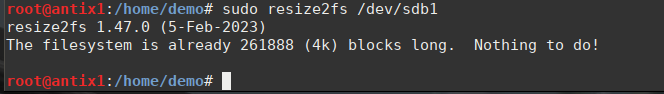 root@antix1:/home/demo# sudo resize2fs /dev/sdb1
resize2fs 1.47.0 (5-Feb-2023)
The filesystem is already 261888 (4k) blocks long.  Nothing to do!
root@antix1:/home/demo#